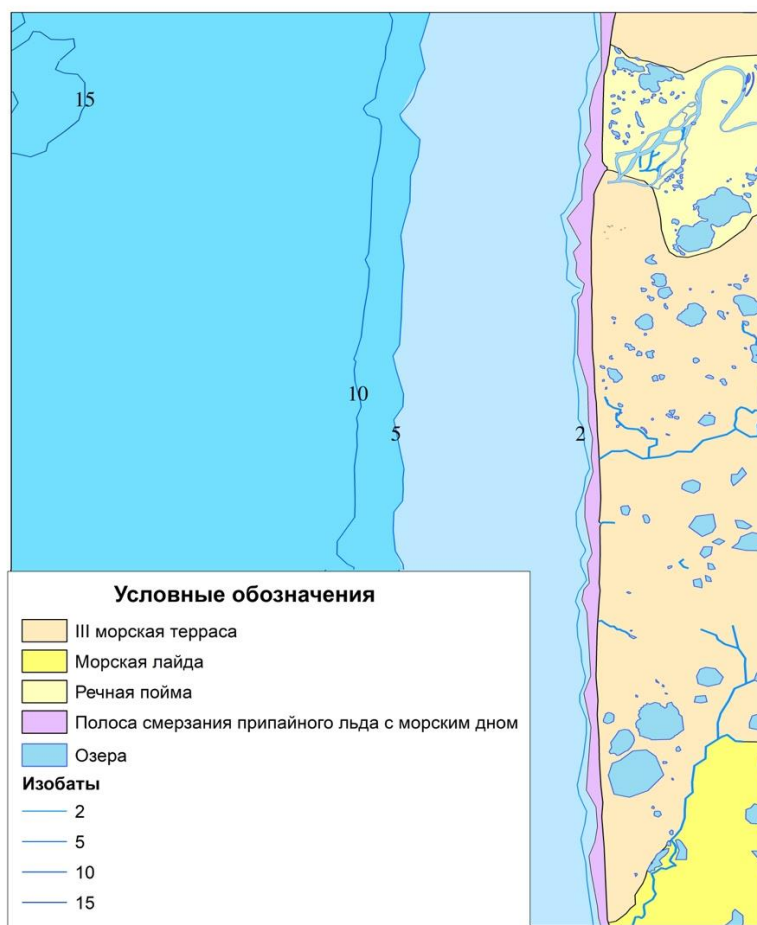 15
10
5
2
Условные обозначения
III морская терраса
Морская лайда
Речная пойма
Полоса смерзания припайного льда с морским дном
Озера
Изобаты
2
5
10
15